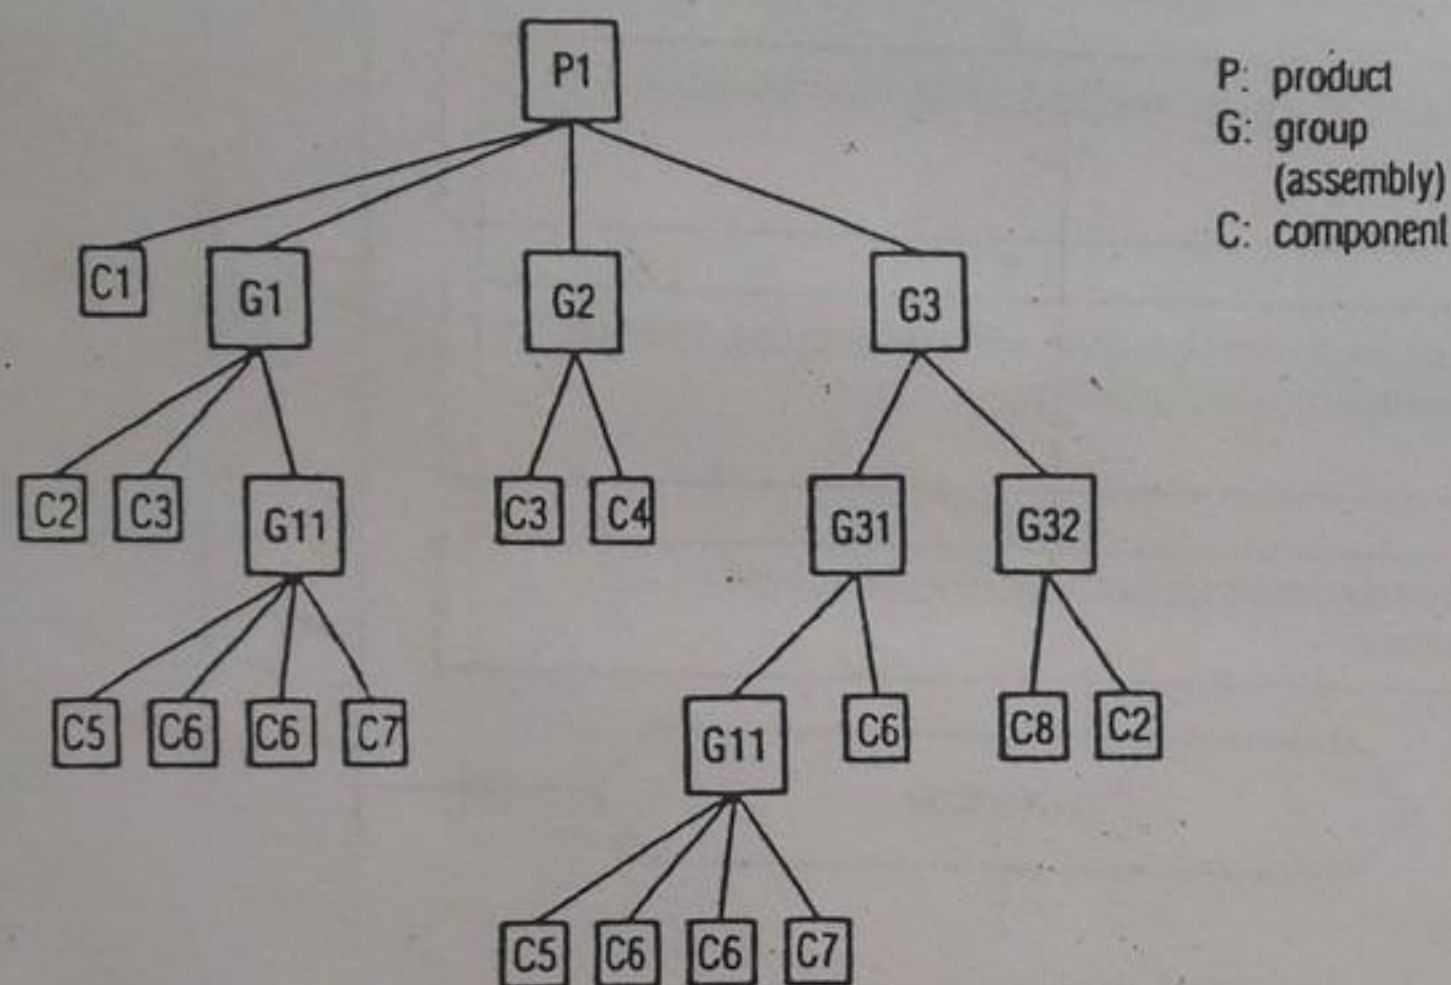 P1
P: product
G: group
(assembly)
C: component
C1 G1 G2 G3
C2 C3 G11 C3 C4 G31 G32
C5 C6 C6 C7 G11 C6 C8 C2
C5 C6 C6 C7